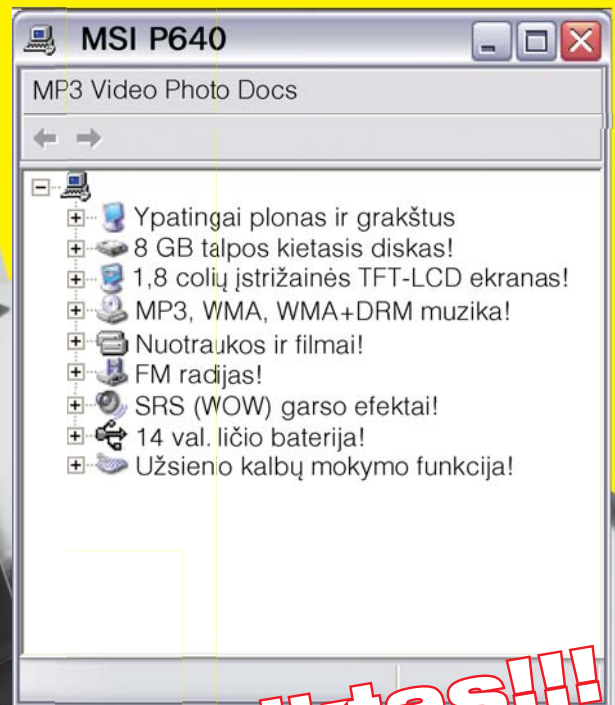 MSI P640
MP3 Video Photo Docs
Ypatingai plonas ir grakštus
8 GB talpos kietasis diskas!
1,8 colių įstrižainės TFT-LCD ekranas!
MP3, WMA, WMA+DRM muzika!
Nuotraukos ir filmai!
FM radijas!
SRS (WOW) garso efektai!
14 val. ličio baterija!
Užsienio kalbų mokymo funkcija!